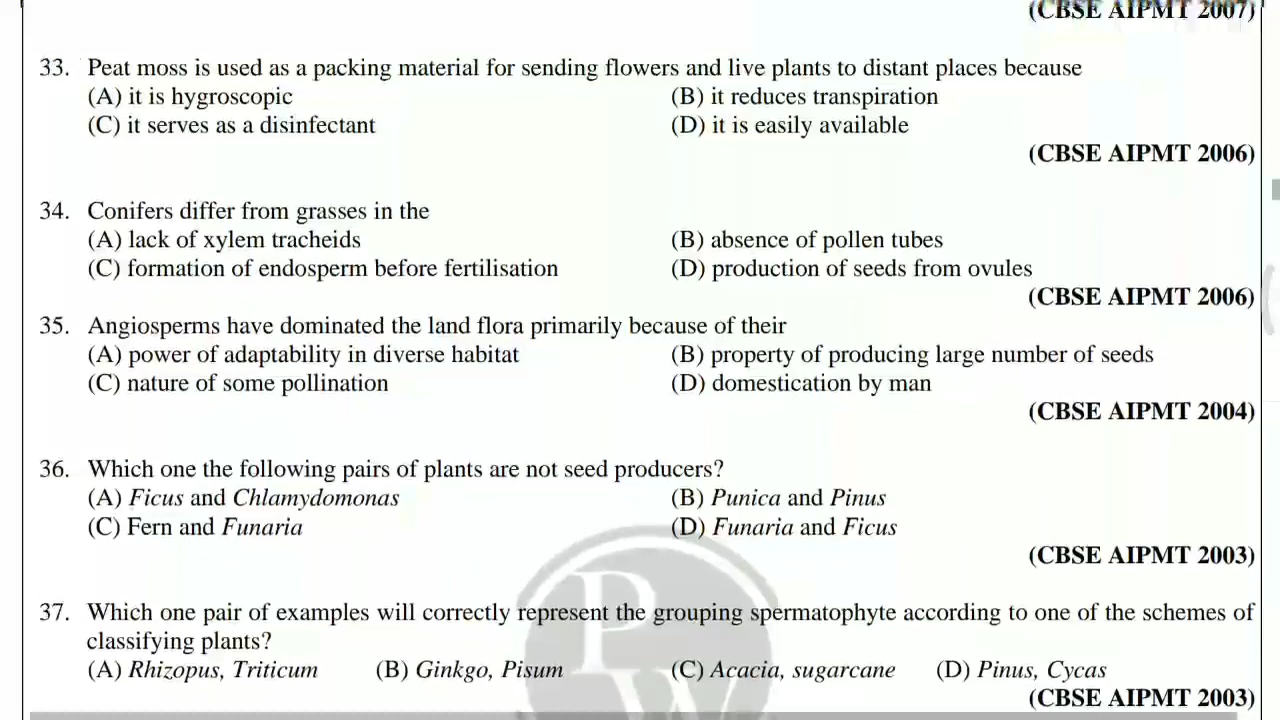 (CBSE AIPMT 2007)
33. Peat moss is used as a packing material for sending flowers and live plants to distant places because
(A) it is hygroscopic (B) it reduces transpiration
(C) it serves as a disinfectant (D) it is easily available
(CBSE AIPMT 2006)
34. Conifers differ from grasses in the
(A) lack of xylem tracheids (B) absence of pollen tubes
(C) formation of endosperm before fertilisation (D) production of seeds from ovules
(CBSE AIPMT 2006)
35. Angiosperms have dominated the land flora primarily because of their
(A) power of adaptability in diverse habitat (B) property of producing large number of seeds
(C) nature of some pollination (D) domestication by man
(CBSE AIPMT 2004)
36. Which one the following pairs of plants are not seed producers?
(A) Ficus and Chlamydomonas (B) Punica and Pinus
(C) Fern and Funaria (D) Funaria and Ficus
(CBSE AIPMT 2003)
37. Which one pair of examples will correctly represent the grouping spermatophyte according to one of the schemes of
classifying plants?
(A) Rhizopus, Triticum (B) Ginkgo, Pisum (C) Acacia, sugarcane (D) Pinus, Cycas
(CBSE AIPMT 2003)
P
W